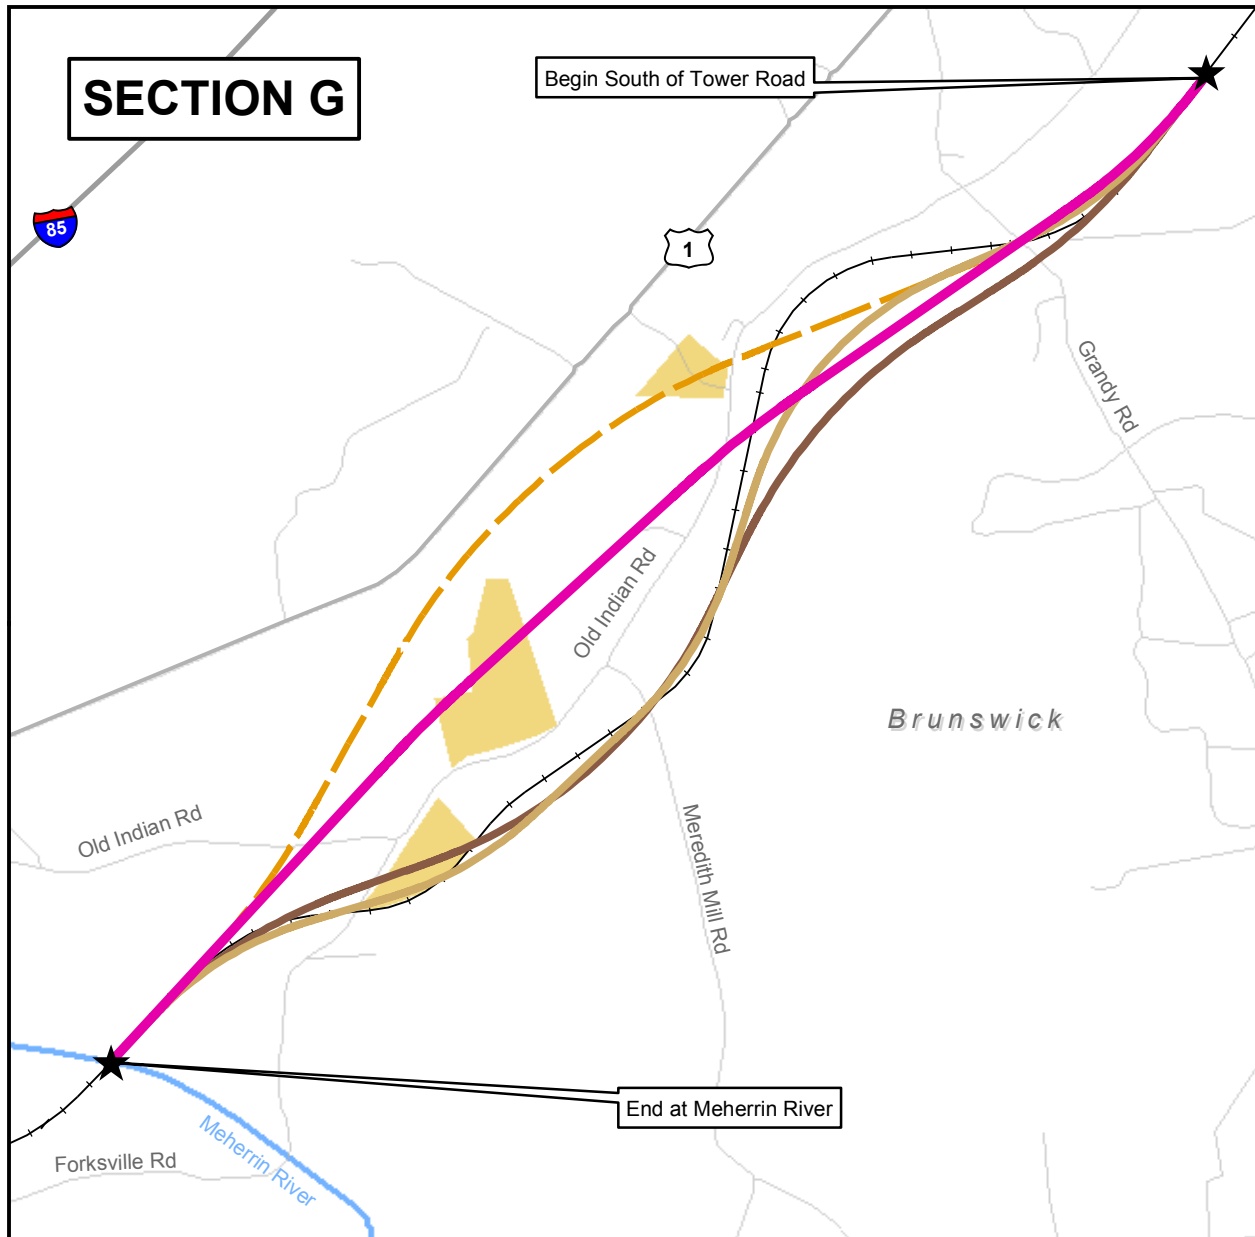 SECTION G
Begin South of Tower Road
85
1
Grandy Rd
Old Indian Rd
Brunswick
Old Indian Rd
Meredith Mill Rd
End at Meherrin River
Meherrin River
Forksville Rd